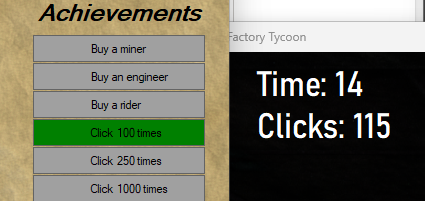 Achievements
Buy a miner
Buy an engineer
Buy a rider
Click 100 times
Click 250 times
Click 1000 times
Factory Tycoon
Time: 14
Clicks: 115